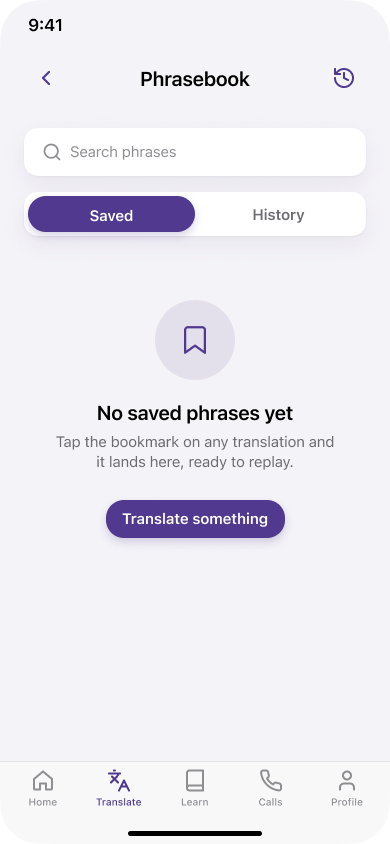 9:41
Phrasebook
Search phrases
Saved
History
No saved phrases yet
Tap the bookmark on any translation and
it lands here, ready to replay.
Translate something
Home
Translate
Learn
Calls
Profile